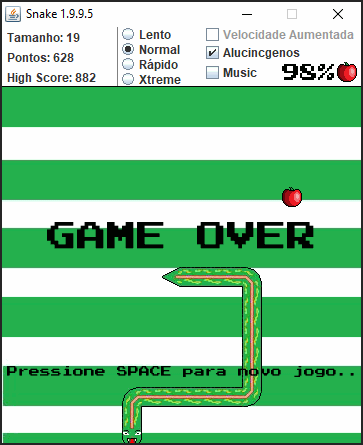 Snake 1.9.9.5
Tamanho: 19
Pontos: 628
High Score: 882
Lento
Normal
Rápido
Xtreme
Velocidade Aumentada
Alucincgenos
Music
98%
GAME OVER
Pressione SPACE para novo jogo..